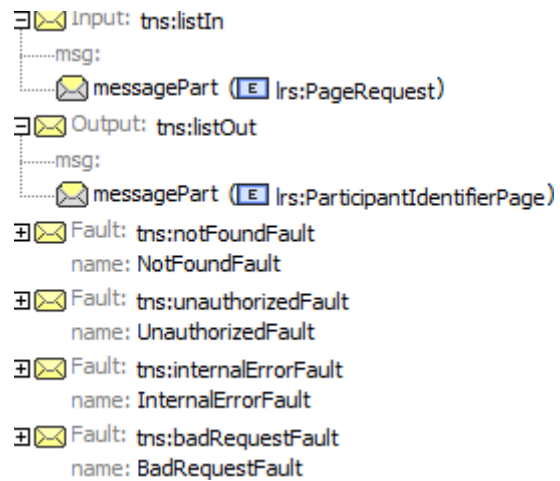 Input: tns:listIn
msg:
messagePart (E lrs:PageRequest)
Output: tns:listOut
msg:
messagePart (E lrs:ParticipantIdentifierPage)
Fault: tns:notFoundFault
name: NotFoundFault
Fault: tns:unauthorizedFault
name: UnauthorizedFault
Fault: tns:internalErrorFault
name: InternalErrorFault
Fault: tns:badRequestFault
name: BadRequestFault